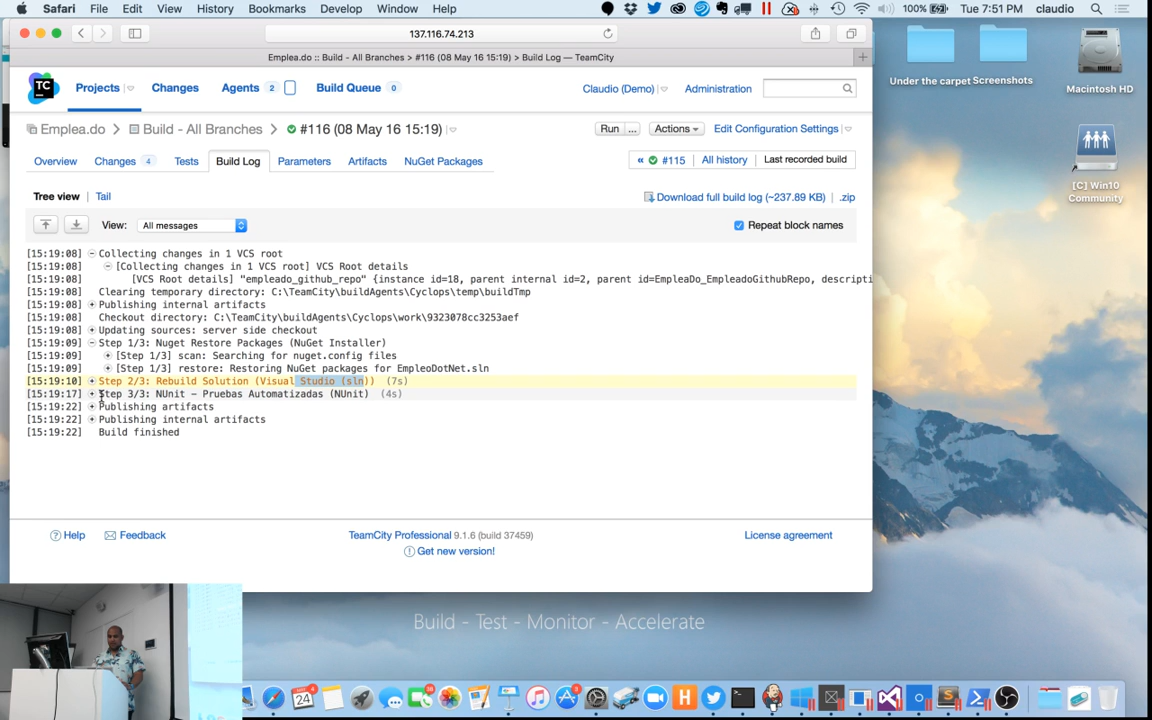 Safari File Edit View History Bookmarks Develop Window Help
100% Tue 7:51 PM claudio
137.116.74.213
Emplea.do :: Build - All Branches > #116 (08 May 16 15:19) > Build Log — TeamCity
TC Projects Changes Agents 2 Build Queue 0 Claudio (Demo) Administration
Emplea.do Build - All Branches #116 (08 May 16 15:19) Run ... Actions Edit Configuration Settings
Overview Changes 4 Tests Build Log Parameters Artifacts NuGet Packages « #115 All history Last recorded build
Tree view Tail Download full build log (~237.89 KB) .zip
View: All messages Repeat block names
[15:19:08] Collecting changes in 1 VCS root
[15:19:08] [Collecting changes in 1 VCS root] VCS Root details
[15:19:08] [VCS Root details] "empleado_github_repo" {instance id=18, parent internal id=2, parent id=EmpleaDo_EmpleadoGithubRepo, descripti
[15:19:08] Clearing temporary directory: C:\TeamCity\buildAgents\Cyclops\temp\buildTmp
[15:19:08] Publishing internal artifacts
[15:19:08] Checkout directory: C:\TeamCity\buildAgents\Cyclops\work\9323078cc3253aef
[15:19:08] Updating sources: server side checkout
[15:19:09] Step 1/3: Nuget Restore Packages (NuGet Installer)
[15:19:09] [Step 1/3] scan: Searching for nuget.config files
[15:19:09] [Step 1/3] restore: Restoring NuGet packages for EmpleoDotNet.sln
[15:19:10] Step 2/3: Rebuild Solution (Visual Studio (sln)) (7s)
[15:19:17] Step 3/3: NUnit - Pruebas Automatizadas (NUnit) (4s)
[15:19:22] Publishing artifacts
[15:19:22] Publishing internal artifacts
[15:19:22] Build finished
Help Feedback TeamCity Professional 9.1.6 (build 37459) License agreement
Get new version!
Under the carpet Screenshots
Macintosh HD
[C] Win10
Community
Build - Test - Monitor - Accelerate
24
H